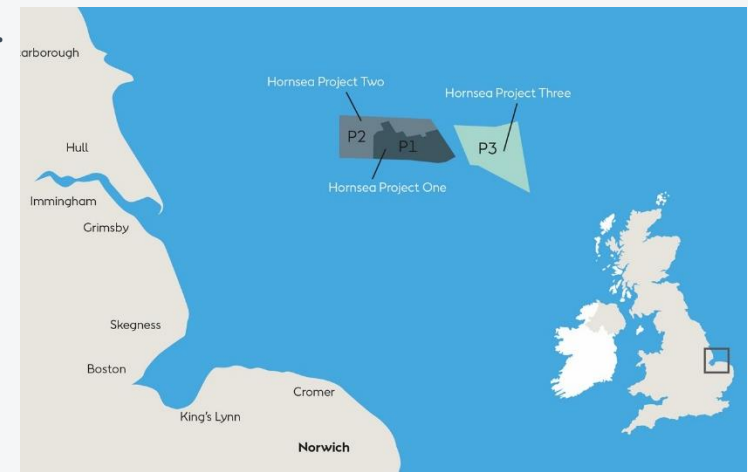 arborough
Hornsea Project Two
Hornsea Project Three
P2
P1
P3
Hull
Hornsea Project One
Immingham
Grimsby
Skegness
Boston
Cromer
King's Lynn
Norwich